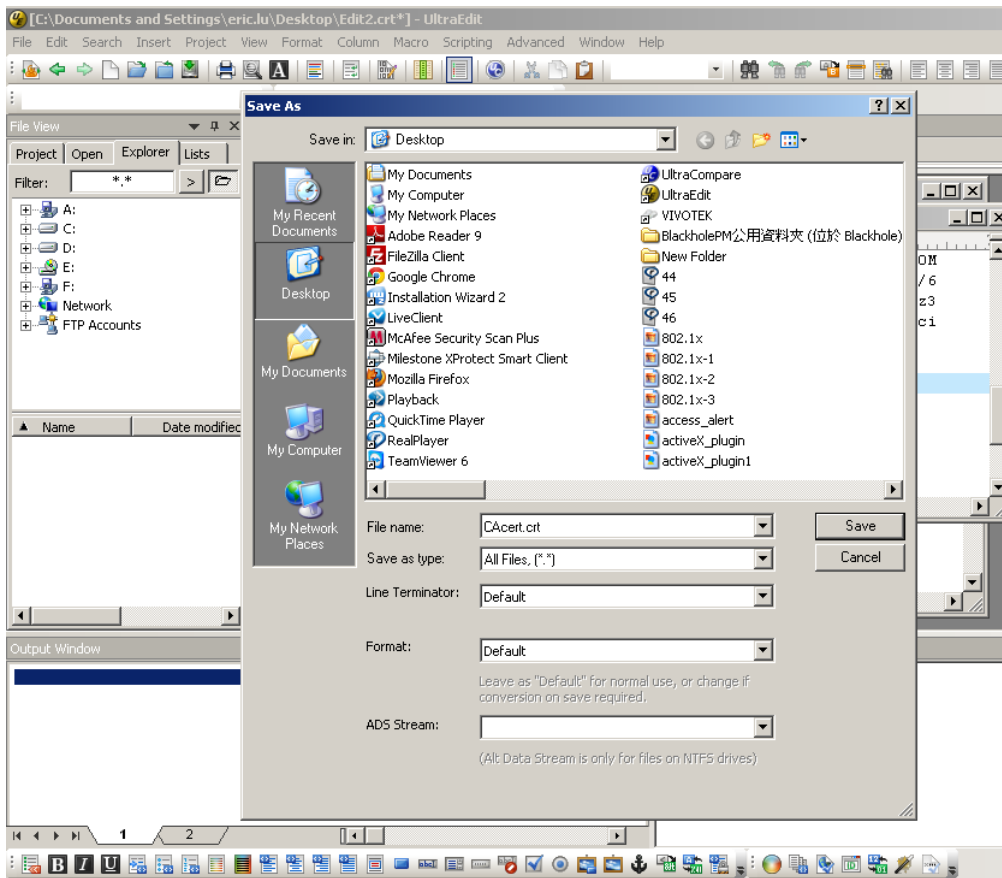 [C:\Documents and Settings\eric.lu\Desktop\Edit2.crt*] - UltraEdit
File Edit Search Insert Project View Format Column Macro Scripting Advanced Window Help
File View
Project Open Explorer Lists
Filter: *.* >
A:
C:
D:
E:
F:
Network
FTP Accounts
Name Date modified
Output Window
1 2
Save As
Save in: Desktop
My Recent Documents
Desktop
My Documents
My Computer
My Network Places
My Documents
My Computer
My Network Places
Adobe Reader 9
FileZilla Client
Google Chrome
Installation Wizard 2
LiveClient
McAfee Security Scan Plus
Milestone XProtect Smart Client
Mozilla Firefox
Playback
QuickTime Player
RealPlayer
TeamViewer 6
UltraCompare
UltraEdit
VIVOTEK
BlackholePM公用資料夾 (位於 Blackhole)
New Folder
44
45
46
802.1x
802.1x-1
802.1x-2
802.1x-3
access_alert
activeX_plugin
activeX_plugin1
File name: CAcert.crt Save
Save as type: All Files, (*.*) Cancel
Line Terminator: Default
Format: Default
Leave as "Default" for normal use, or change if
conversion on save required.
ADS Stream:
(Alt Data Stream is only for files on NTFS drives)
OM
/6
z3
ci